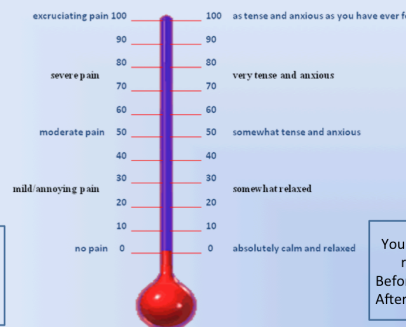 excruciating pain 100 100 as tense and anxious as you have ever
90 90
80 80
severe pain very tense and anxious
70 70
60 60
moderate pain 50 50 somewhat tense and anxious
40 40
30 30
mild/annoying pain somewhat relaxed
20 20
10 10
no pain 0 0 absolutely calm and relaxed
You
Befor
After